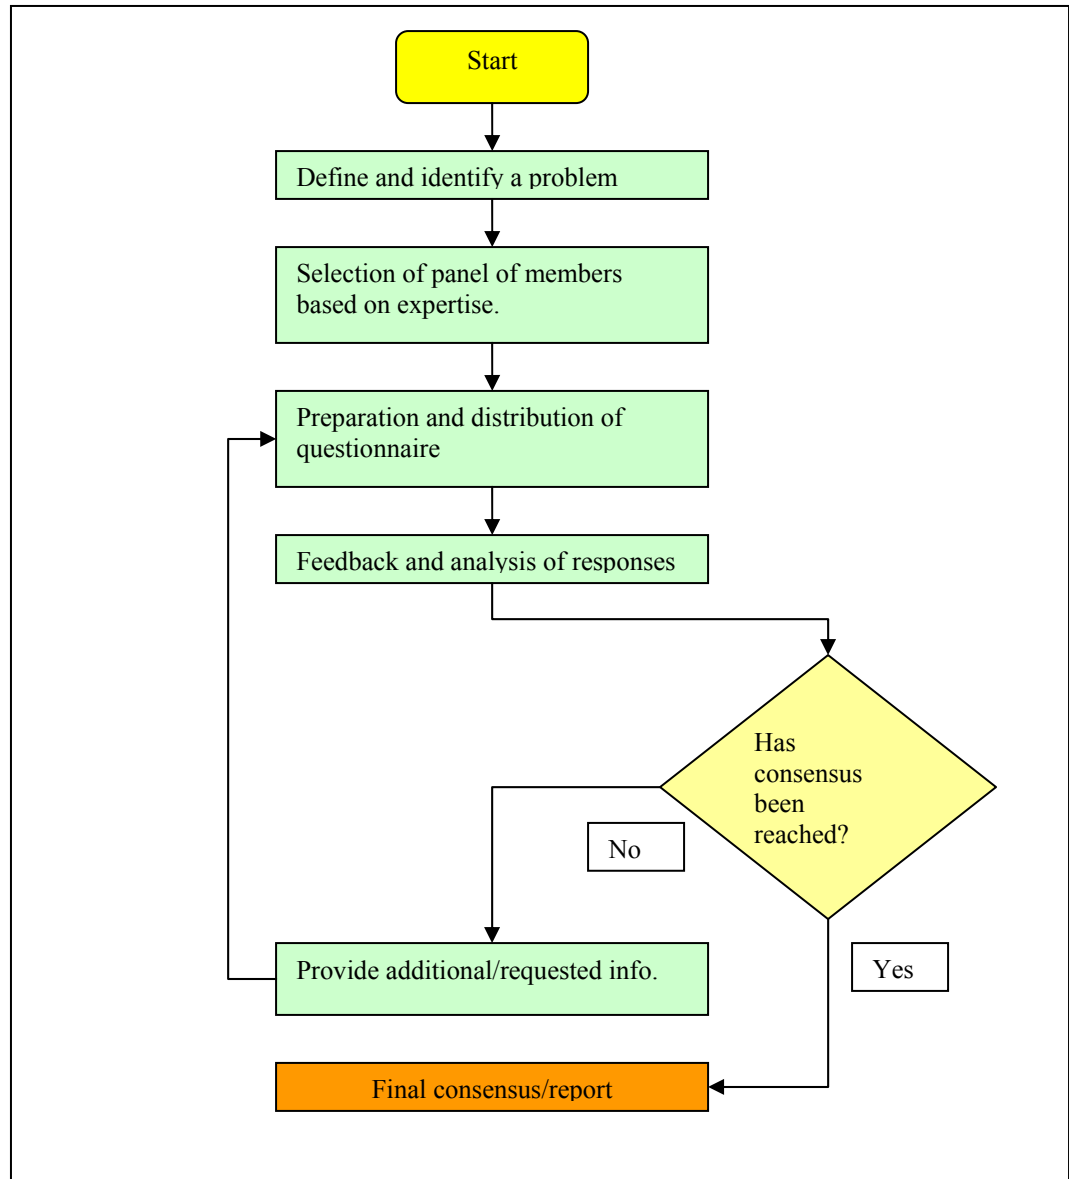 Start
Define and identify a problem
Selection of panel of members
based on expertise.
Preparation and distribution of
questionnaire
Feedback and analysis of responses
Has
consensus
been
reached?
No
Provide additional/requested info.
Yes
Final consensus/report